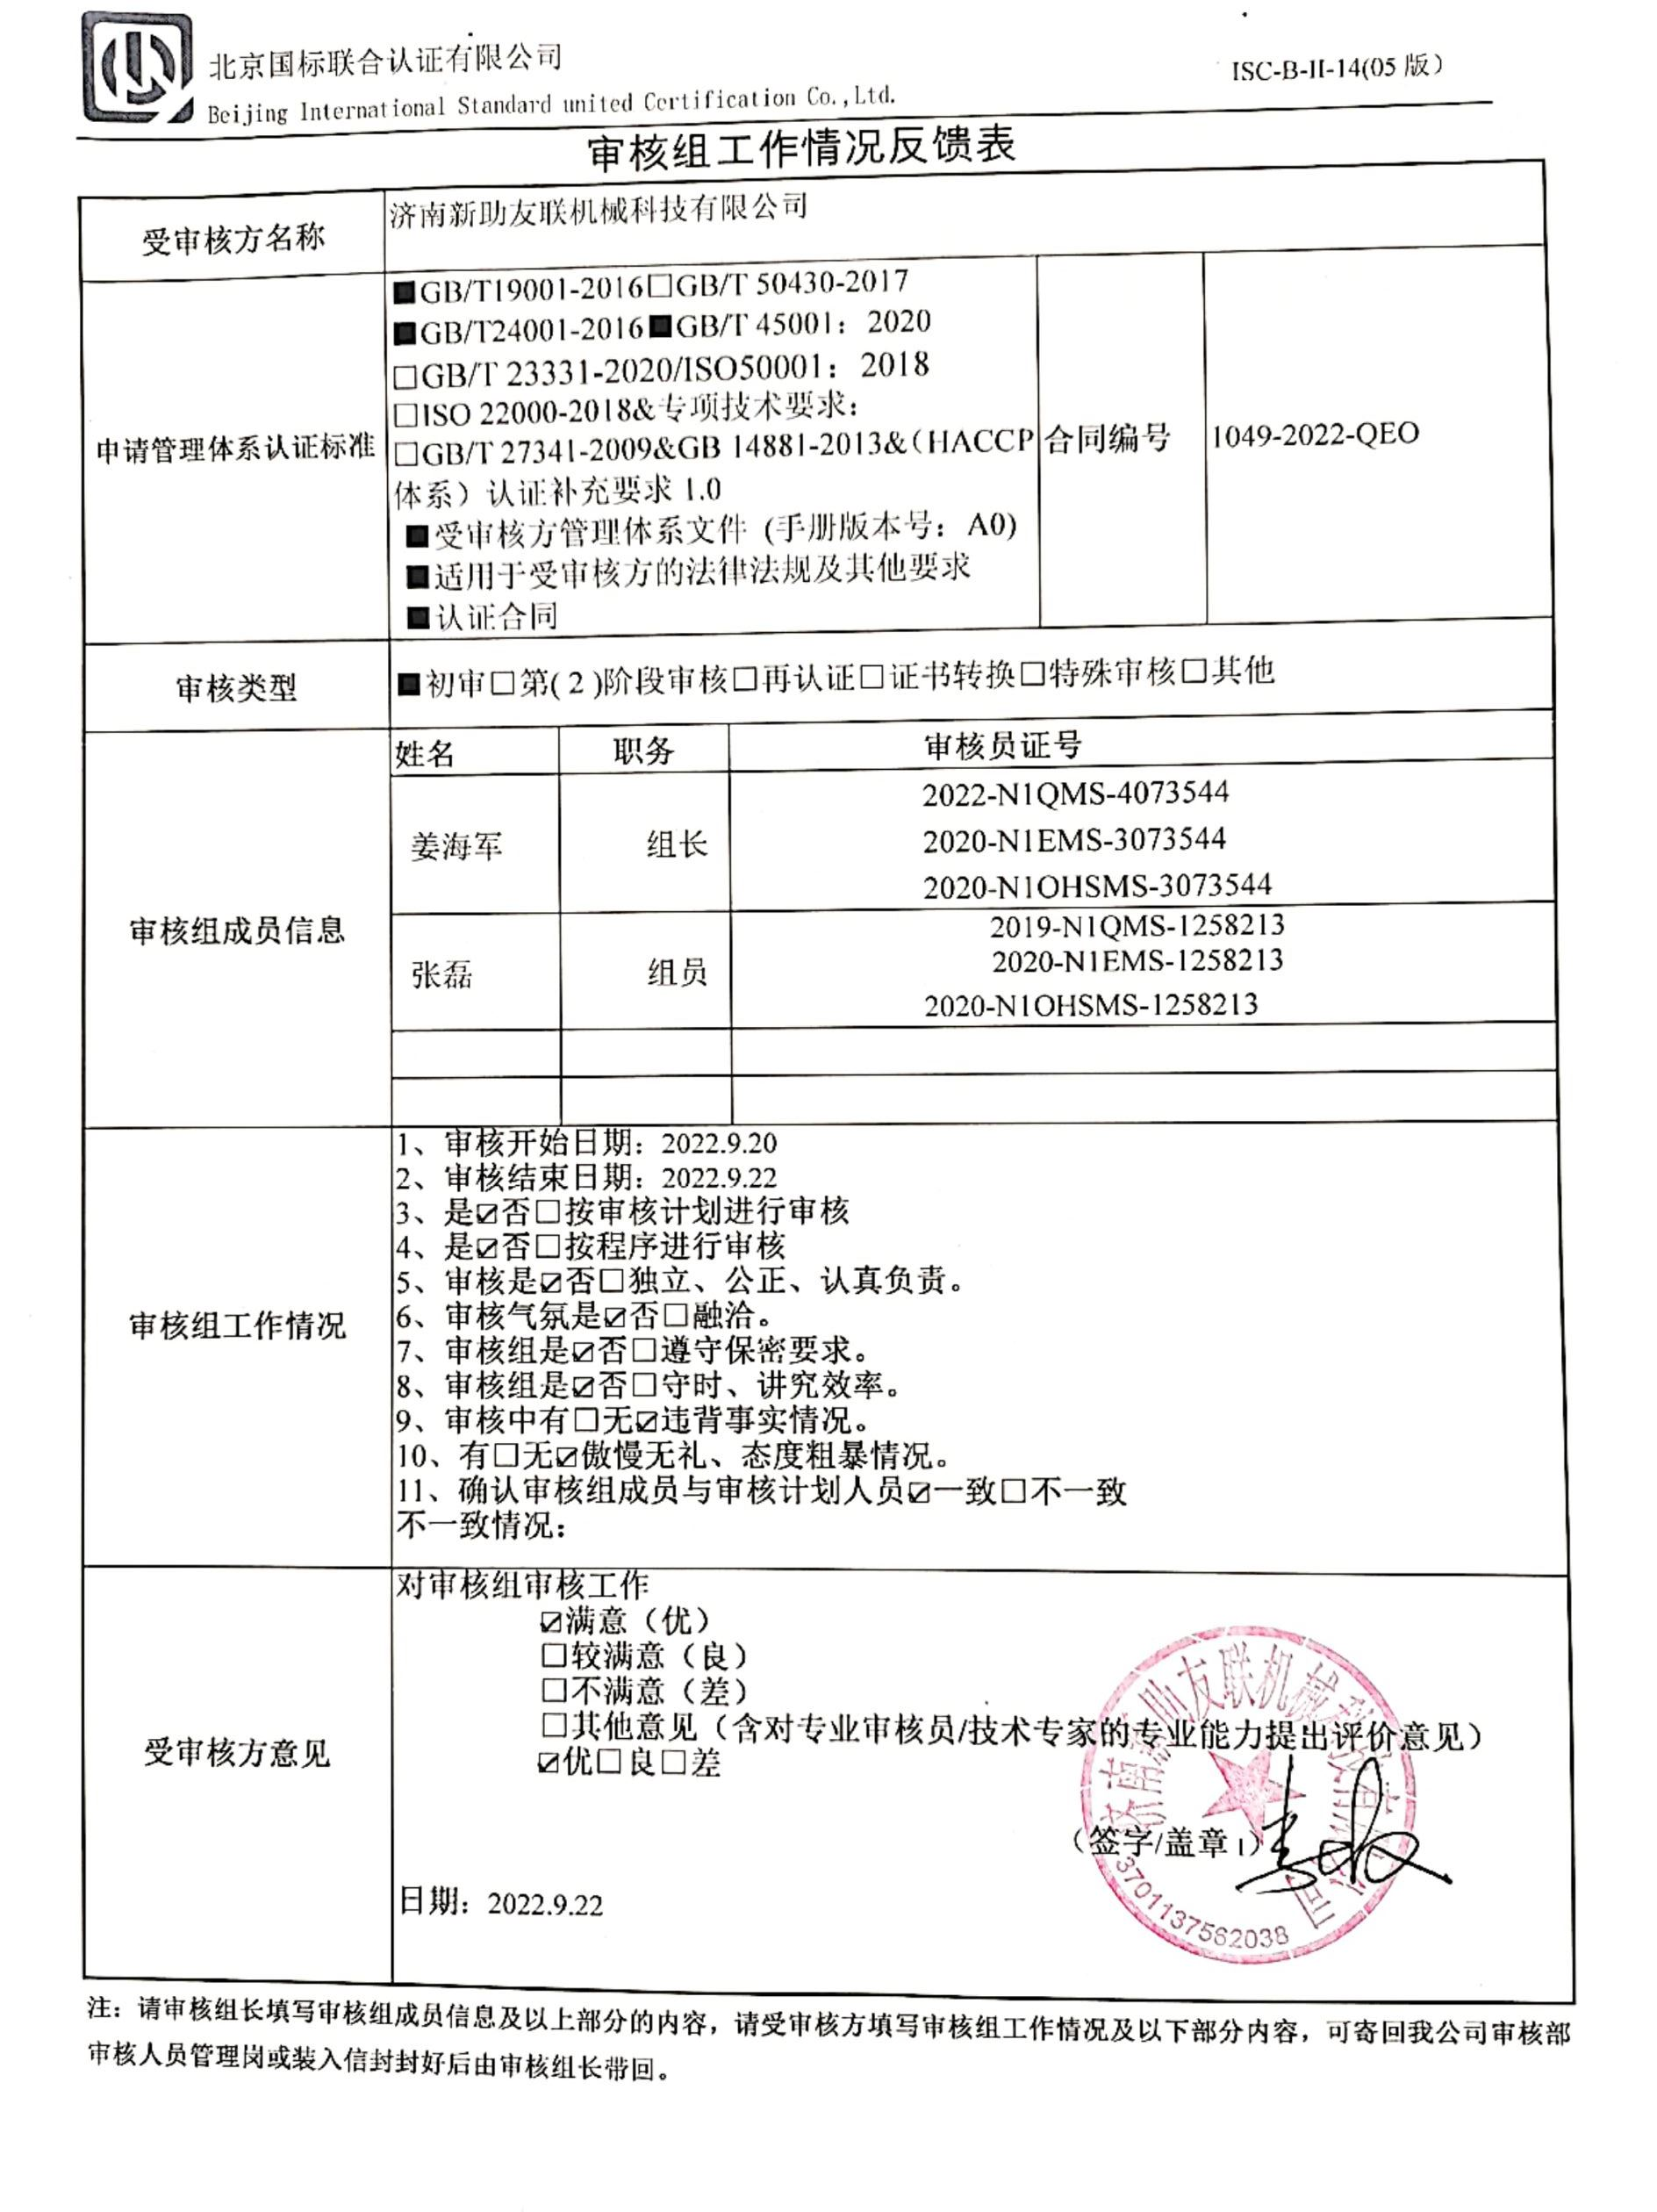 北京国标联合认证有限公司
Beijing International Standard united Certification Co.,Ltd.
ISC-B-II-14(05 版)
审核组工作情况反馈表
受审核方名称
济南新助友联机械科技有限公司
申请管理体系认证标准
■GB/T19001-2016□GB/T 50430-2017
■GB/T24001-2016■GB/T 45001：2020
□GB/T 23331-2020/ISO50001：2018
□ISO 22000-2018&专项技术要求：
□GB/T 27341-2009&GB 14881-2013&（HACCP
体系）认证补充要求 1.0
■受审核方管理体系文件（手册版本号：A0)
■适用于受审核方的法律法规及其他要求
■认证合同
合同编号
1049-2022-QEO
审核类型
■初审□第( 2 )阶段审核□再认证□证书转换□特殊审核□其他
审核组成员信息
姓名 职务 审核员证号
姜海军 组长
2022-N1QMS-4073544
2020-N1EMS-3073544
2020-N1OHSMS-3073544
张磊 组员
2019-N1QMS-1258213
2020-N1EMS-1258213
2020-N1OHSMS-1258213
审核组工作情况
1、审核开始日期：2022.9.20
2、审核结束日期：2022.9.22
3、是☑否□按审核计划进行审核
4、是☑否□按程序进行审核
5、审核是☑否□独立、公正、认真负责。
6、审核气氛是☑否□融洽。
7、审核组是☑否□遵守保密要求。
8、审核组是☑否□守时、讲究效率。
9、审核中有□无☑违背事实情况。
10、有□无☑傲慢无礼、态度粗暴情况。
11、确认审核组成员与审核计划人员☑一致□不一致
不一致情况：
受审核方意见
对审核组审核工作
☑满意（优）
□较满意（良）
□不满意（差）
□其他意见（含对专业审核员/技术专家的专业能力提出评价意见）
☑优□良□差
（签字/盖章）
济南新助友联机械科技有限公司
3701137562038
日期：2022.9.22
注：请审核组长填写审核组成员信息及以上部分的内容，请受审核方填写审核组工作情况及以下部分内容，可寄回我公司审核部
审核人员管理岗或装入信封封好后由审核组长带回。